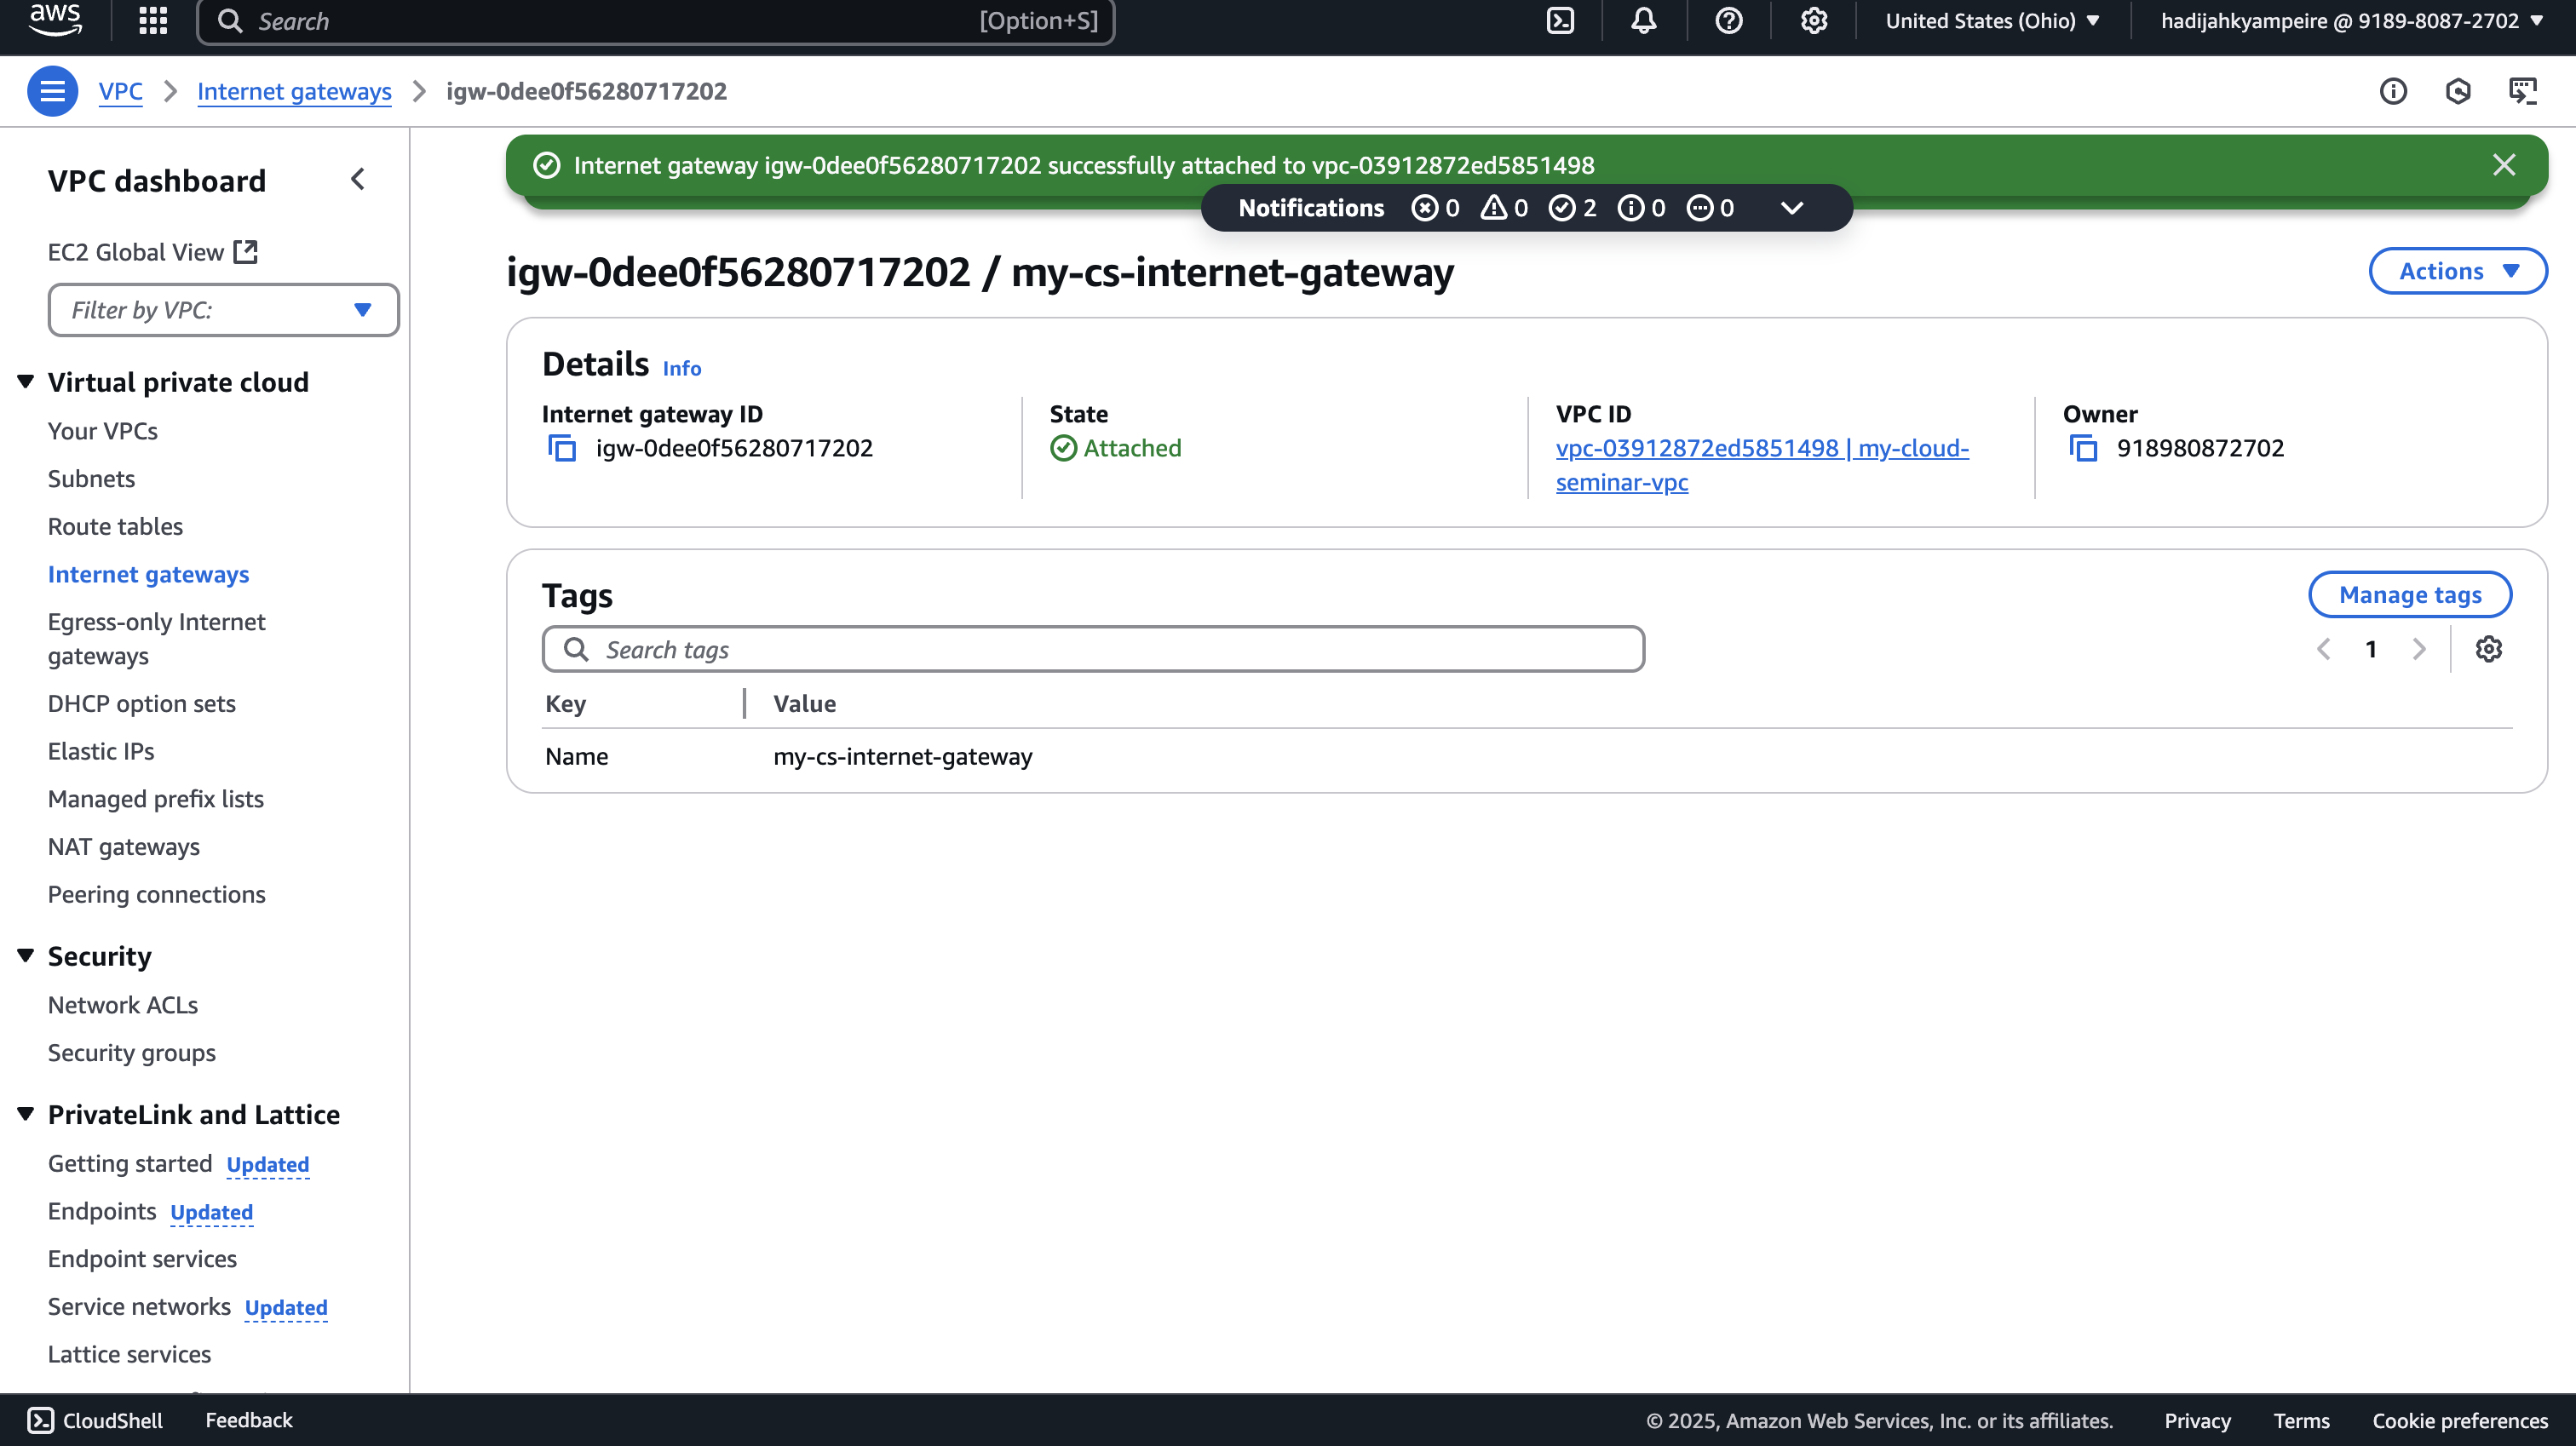 aws
Search [Option+S]
United States (Ohio)
hadijahkyampeire @ 9189-8087-2702
VPC
Internet gateways
igw-0dee0f56280717202
VPC dashboard
EC2 Global View
Filter by VPC:
Virtual private cloud
Your VPCs
Subnets
Route tables
Internet gateways
Egress-only Internet
gateways
DHCP option sets
Elastic IPs
Managed prefix lists
NAT gateways
Peering connections
Security
Network ACLs
Security groups
PrivateLink and Lattice
Getting started Updated
Endpoints Updated
Endpoint services
Service networks Updated
Lattice services
Internet gateway igw-0dee0f56280717202 successfully attached to vpc-03912872ed5851498
Notifications 0 0 2 0 0
igw-0dee0f56280717202 / my-cs-internet-gateway
Actions
Details Info
Internet gateway ID
igw-0dee0f56280717202
State
Attached
VPC ID
vpc-03912872ed5851498 | my-cloud-
seminar-vpc
Owner
918980872702
Tags
Manage tags
Search tags
1
Key Value
Name my-cs-internet-gateway
CloudShell
Feedback
© 2025, Amazon Web Services, Inc. or its affiliates.
Privacy
Terms
Cookie preferences